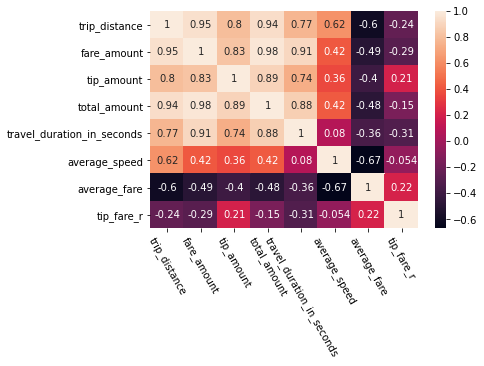 trip_distance 1 0.95 0.8 0.94 0.77 0.62 -0.6 -0.24
fare_amount 0.95 1 0.83 0.98 0.91 0.42 -0.49 -0.29
tip_amount 0.8 0.83 1 0.89 0.74 0.36 -0.4 0.21
total_amount 0.94 0.98 0.89 1 0.88 0.42 -0.48 -0.15
travel_duration_in_seconds 0.77 0.91 0.74 0.88 1 0.08 -0.36 -0.31
average_speed 0.62 0.42 0.36 0.42 0.08 1 -0.67 -0.054
average_fare -0.6 -0.49 -0.4 -0.48 -0.36 -0.67 1 0.22
tip_fare_r -0.24 -0.29 0.21 -0.15 -0.31 -0.054 0.22 1
trip_distance
fare_amount
tip_amount
total_amount
travel_duration_in_seconds
average_speed
average_fare
tip_fare_r
1.0
0.8
0.6
0.4
0.2
0.0
-0.2
-0.4
-0.6